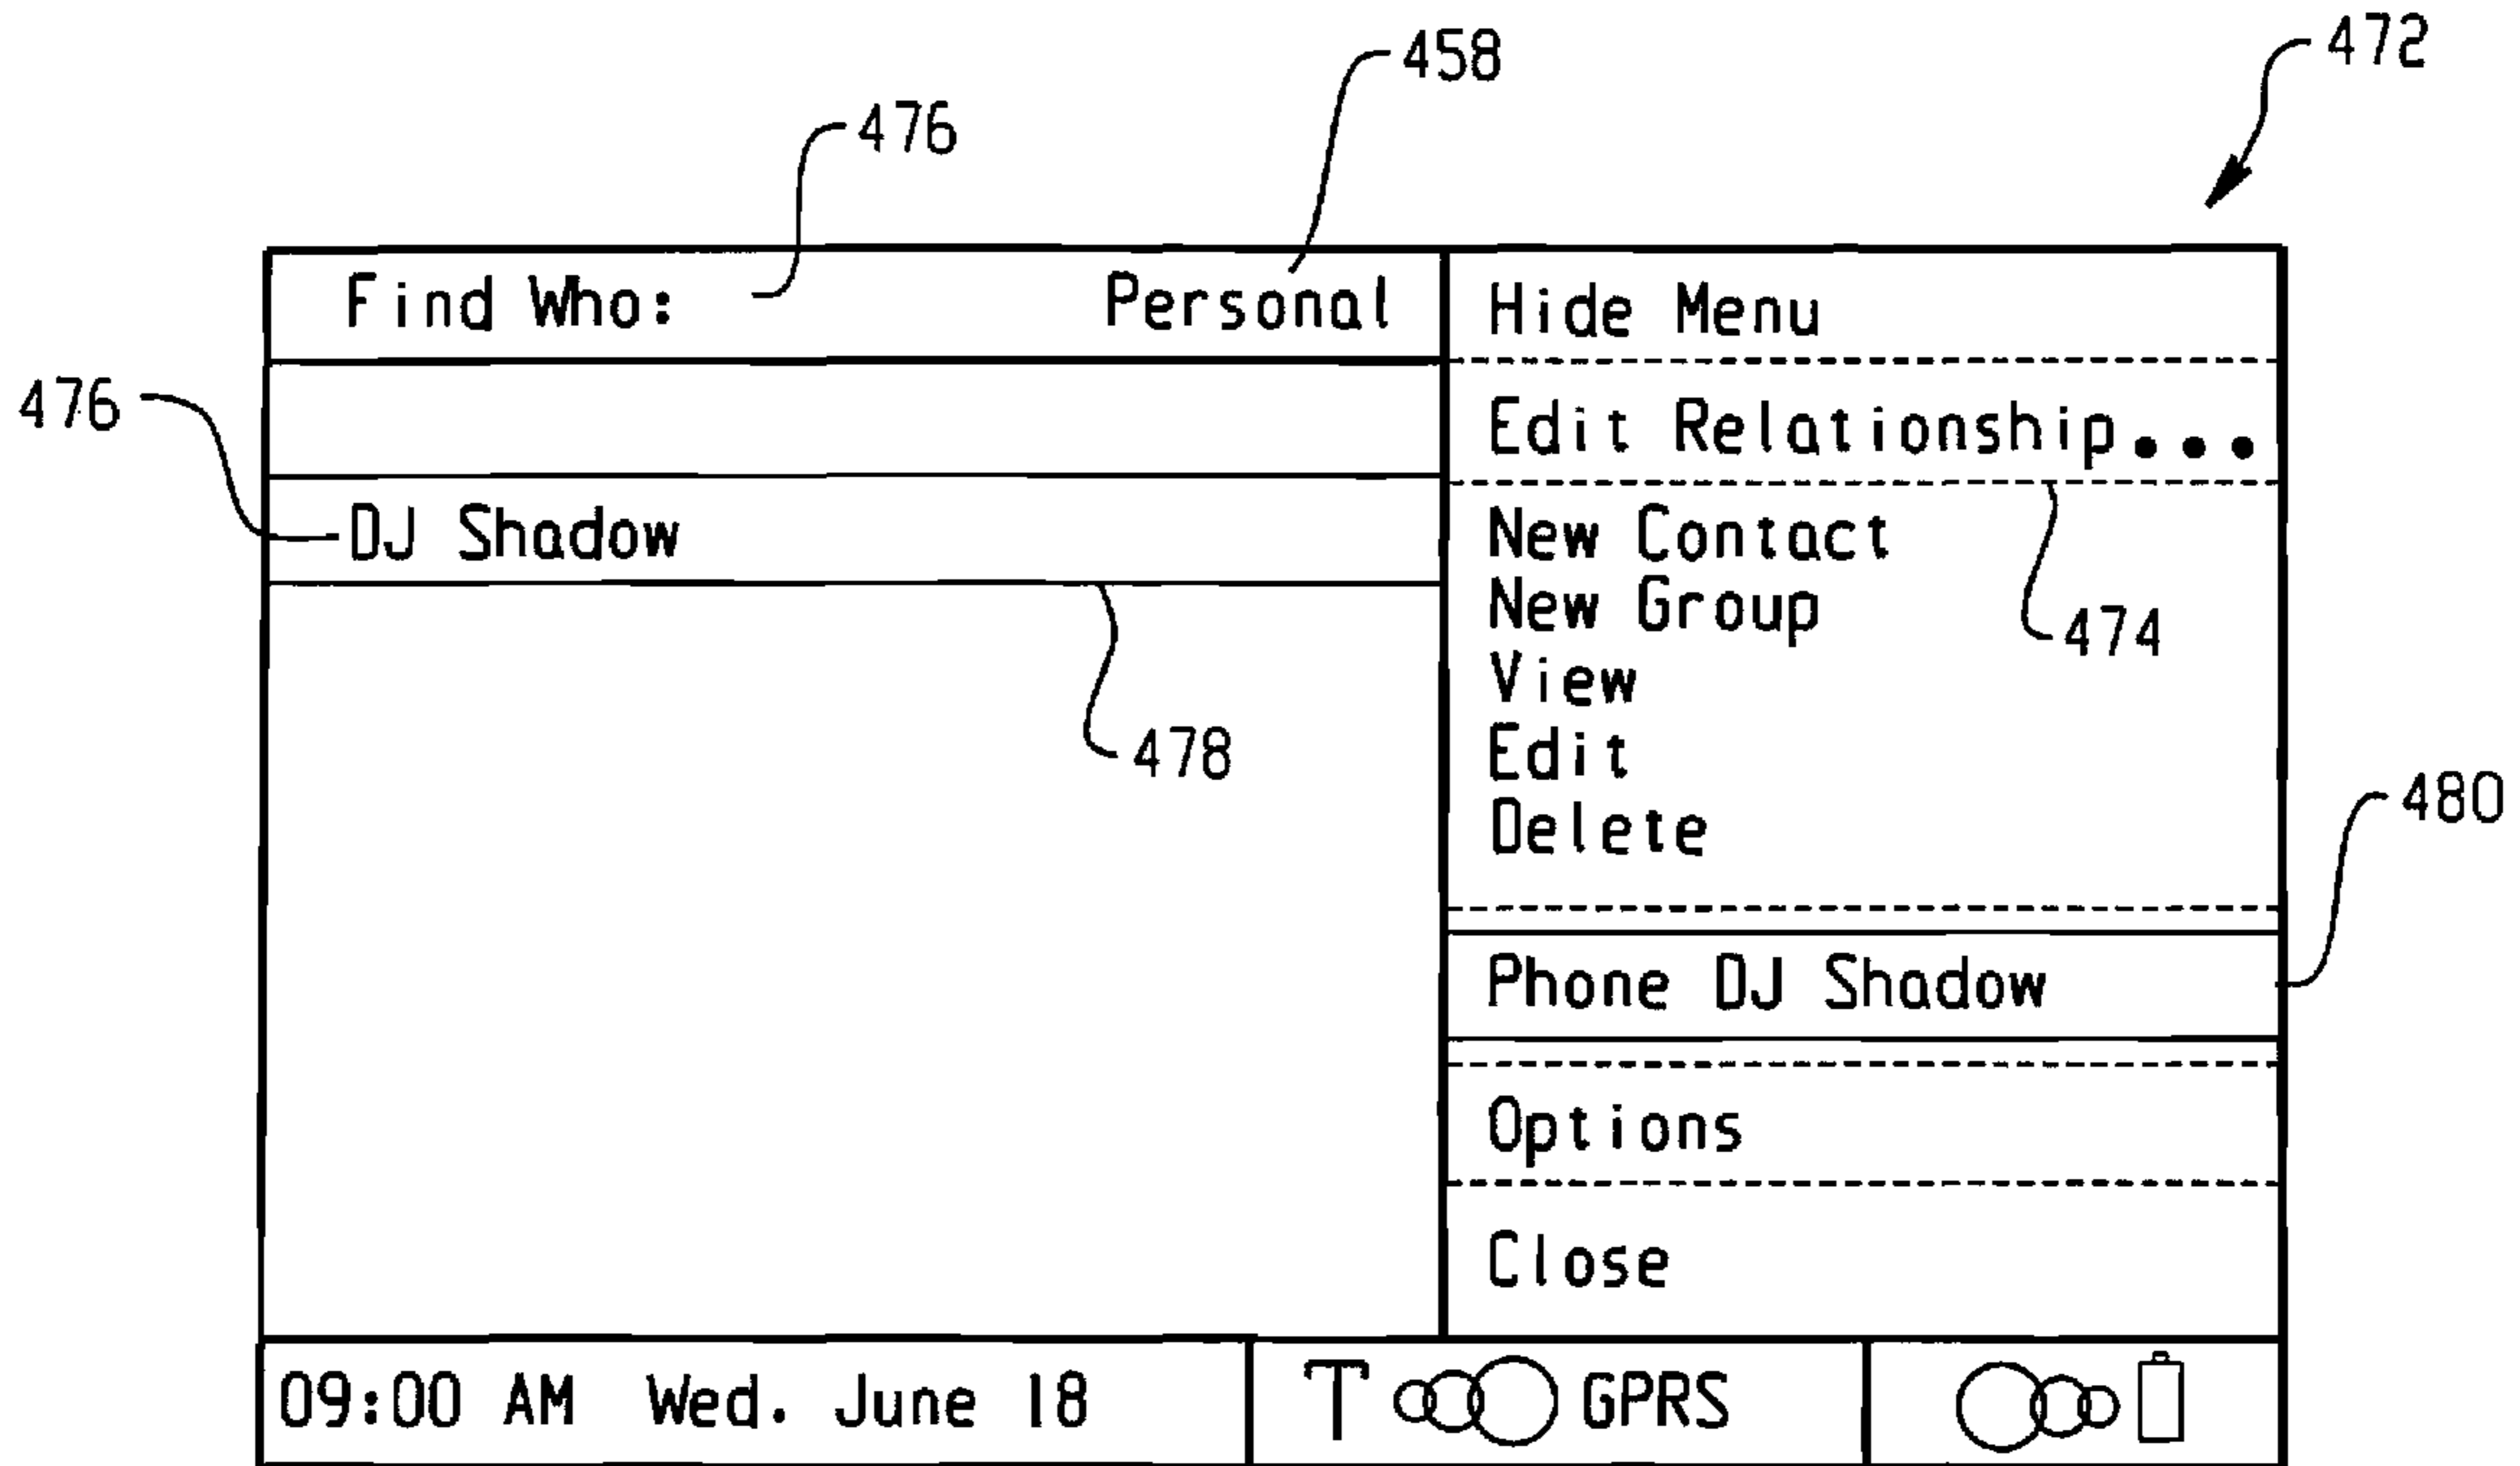 472
458
476
Find Who: Personal
Hide Menu
476
Edit Relationship...
DJ Shadow
New Contact
New Group
474
View
478
Edit
480
Delete
Phone DJ Shadow
Options
Close
09:00 AM Wed. June 18
GPRS